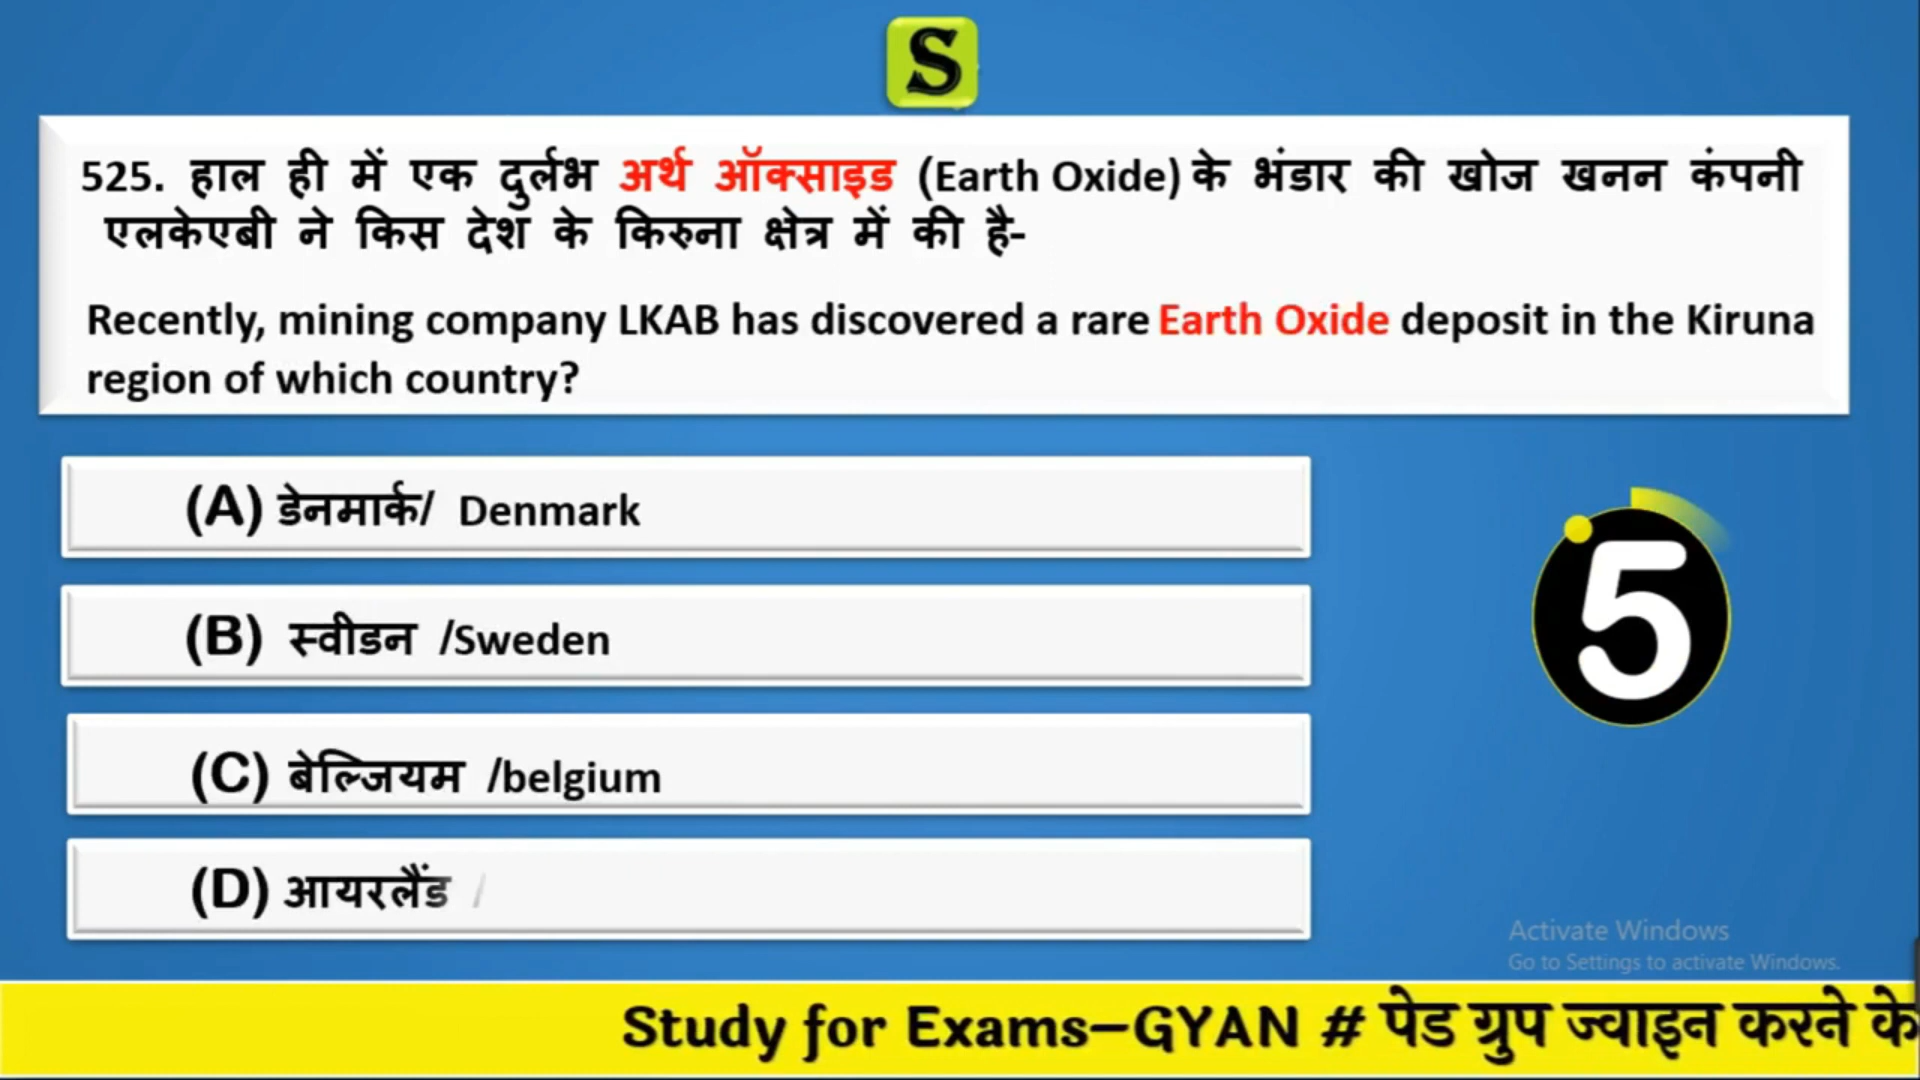 S
525. हाल ही में एक दुर्लभ अर्थ ऑक्साइड (Earth Oxide) के भंडार की खोज खनन कंपनी
एलकेएबी ने किस देश के किरुना क्षेत्र में की है-
Recently, mining company LKAB has discovered a rare Earth Oxide deposit in the Kiruna
region of which country?
(A) डेनमार्क/ Denmark
(B) स्वीडन /Sweden
(C) बेल्जियम /belgium
(D) आयरलैंड /
5
Activate Windows
Go to Settings to activate Windows.
Study for Exams—GYAN # पेड ग्रुप ज्वाइन करने के